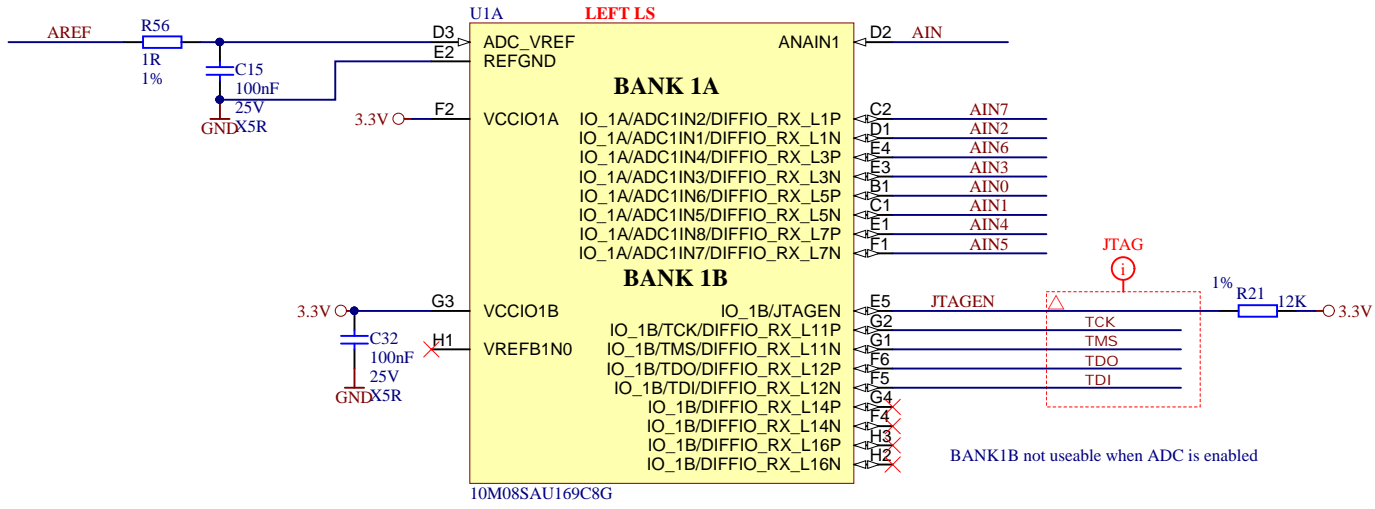 U1A LEFT LS
AREF R56 D3 ADC_VREF ANAIN1 D2 AIN
1R
1%
C15
100nF
25V
X5R
GND
E2 REFGND
BANK 1A
3.3V F2 VCCIO1A IO_1A/ADC1IN2/DIFFIO_RX_L1P C2 AIN7
IO_1A/ADC1IN1/DIFFIO_RX_L1N D1 AIN2
IO_1A/ADC1IN4/DIFFIO_RX_L3P E4 AIN6
IO_1A/ADC1IN3/DIFFIO_RX_L3N E3 AIN3
IO_1A/ADC1IN6/DIFFIO_RX_L5P B1 AIN0
IO_1A/ADC1IN5/DIFFIO_RX_L5N C1 AIN1
IO_1A/ADC1IN8/DIFFIO_RX_L7P E1 AIN4
IO_1A/ADC1IN7/DIFFIO_RX_L7N F1 AIN5
BANK 1B
JTAG
i
3.3V G3 VCCIO1B IO_1B/JTAGEN E5 JTAGEN 1% R21 12K 3.3V
C32
100nF
25V
X5R
GND
IO_1B/TCK/DIFFIO_RX_L11P G2 TCK
H1 VREFB1N0 IO_1B/TMS/DIFFIO_RX_L11N G1 TMS
IO_1B/TDO/DIFFIO_RX_L12P F6 TDO
IO_1B/TDI/DIFFIO_RX_L12N F5 TDI
IO_1B/DIFFIO_RX_L14P G4
IO_1B/DIFFIO_RX_L14N F4
IO_1B/DIFFIO_RX_L16P H3
IO_1B/DIFFIO_RX_L16N H2
BANK1B not useable when ADC is enabled
10M08SAU169C8G